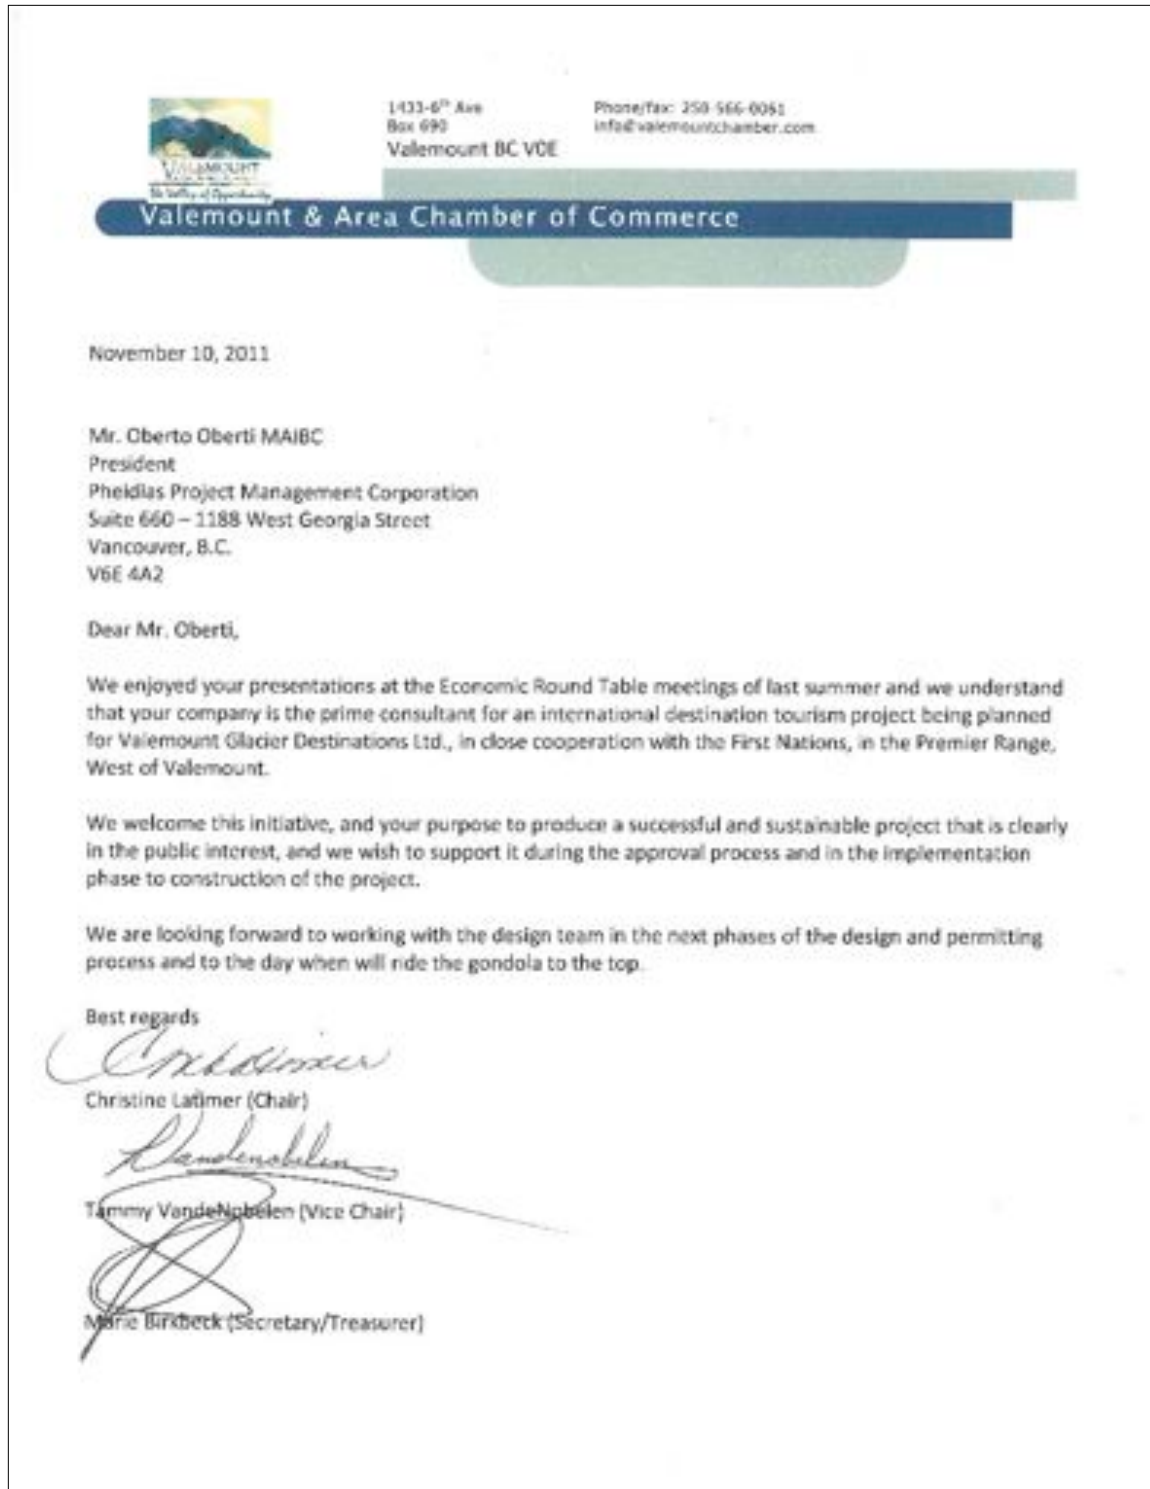 1433-6th Ave
Box 690
Valemount BC V0E
Phone/fax: 250 566-0061
info@valemountchamber.com
VALEMOUNT
The Valley of Opportunity
Valemount & Area Chamber of Commerce
November 10, 2011
Mr. Oberto Oberti MAIBC
President
Pheidias Project Management Corporation
Suite 660 – 1188 West Georgia Street
Vancouver, B.C.
V6E 4A2
Dear Mr. Oberti,
We enjoyed your presentations at the Economic Round Table meetings of last summer and we understand
that your company is the prime consultant for an international destination tourism project being planned
for Valemount Glacier Destinations Ltd., in close cooperation with the First Nations, in the Premier Range,
West of Valemount.
We welcome this initiative, and your purpose to produce a successful and sustainable project that is clearly
in the public interest, and we wish to support it during the approval process and in the implementation
phase to construction of the project.
We are looking forward to working with the design team in the next phases of the design and permitting
process and to the day when will ride the gondola to the top.
Best regards
Christine Latimer (Chair)
Tammy VandeNobelen (Vice Chair)
Marie Birkbeck (Secretary/Treasurer)